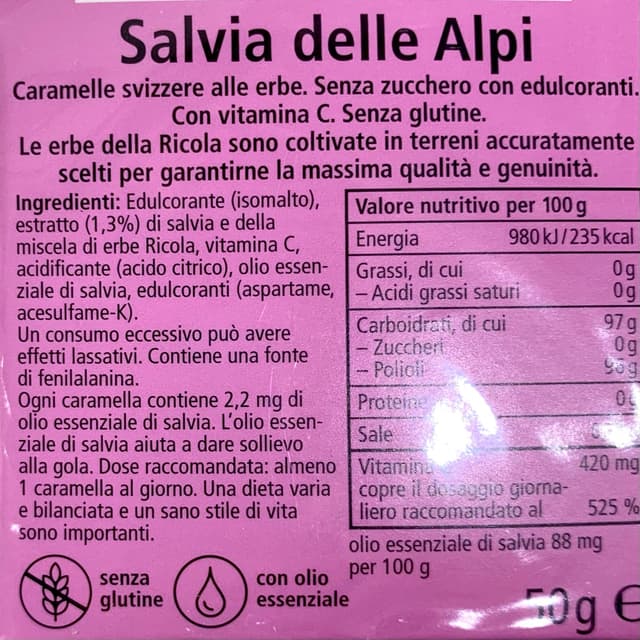 Salvia delle Alpi
Caramelle svizzere alle erbe. Senza zucchero con edulcoranti.
Con vitamina C. Senza glutine.
Le erbe della Ricola sono coltivate in terreni accuratamente
scelti per garantirne la massima qualità e genuinità.
Ingredienti: Edulcorante (isomalto),
estratto (1,3%) di salvia e della
miscela di erbe Ricola, vitamina C,
acidificante (acido citrico), olio essen-
ziale di salvia, edulcoranti (aspartame,
acesulfame-K).
Un consumo eccessivo può avere
effetti lassativi. Contiene una fonte
di fenilalanina.
Ogni caramella contiene 2,2 mg di
olio essenziale di salvia. L'olio essen-
ziale di salvia aiuta a dare sollievo
alla gola. Dose raccomandata: almeno
1 caramella al giorno. Una dieta varia
e bilanciata e un sano stile di vita
sono importanti.
senza
glutine
con olio
essenziale
Valore nutritivo per 100 g
Energia 980 kJ/235 kcal
Grassi, di cui 0 g
– Acidi grassi saturi 0 g
Carboidrati, di cui 97 g
– Zuccheri 0 g
– Polioli
Proteine
Sale
Vitamina 420 mg
copre il dosaggio giorna-
liero raccomandato al 525 %
olio essenziale di salvia 88 mg
per 100 g
50 g e